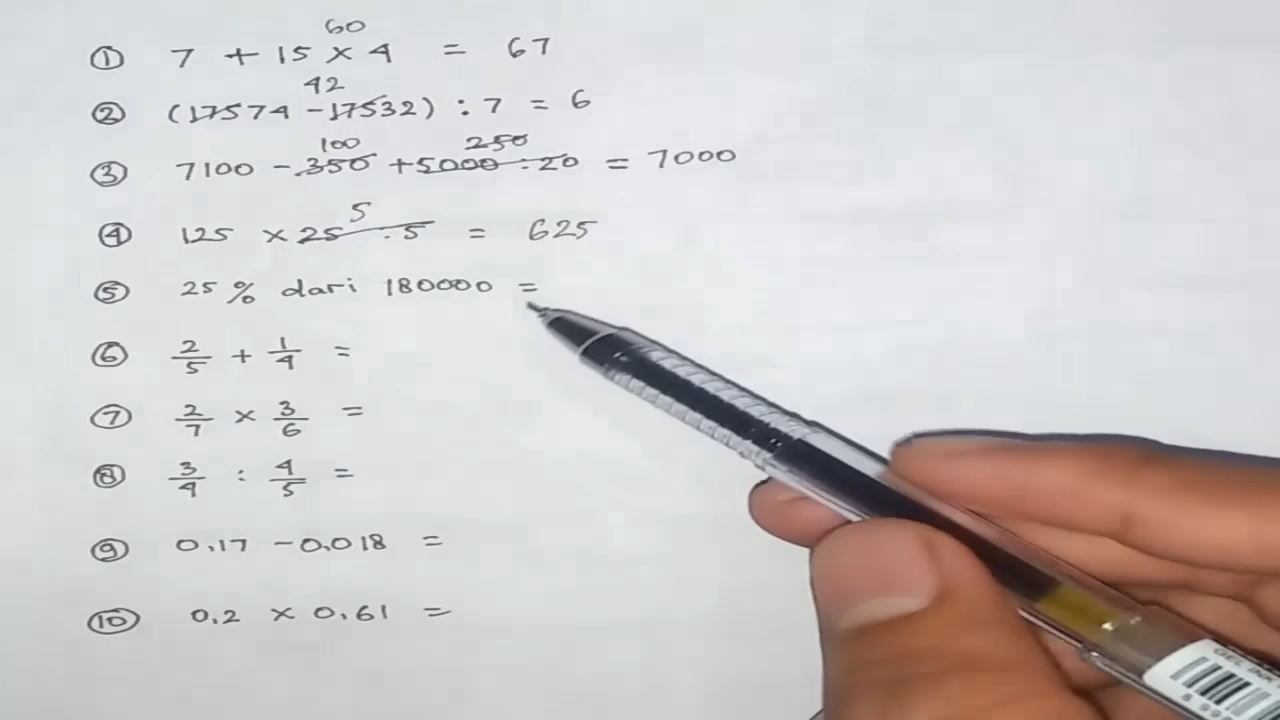 60
① 7 + 15 × 4 = 67
42
② (17574 - 17532) : 7 = 6
100 250
③ 7100 - 350 + 5000 : 20 = 7000
5
④ 125 × 25 : 5 = 625
⑤ 25 % dari 180000 =
⑥ 2/5 + 1/4 =
⑦ 2/7 × 3/6 =
⑧ 3/4 : 4/5 =
⑨ 0,17 - 0,018 =
⑩ 0,2 × 0,61 =
GEL INK